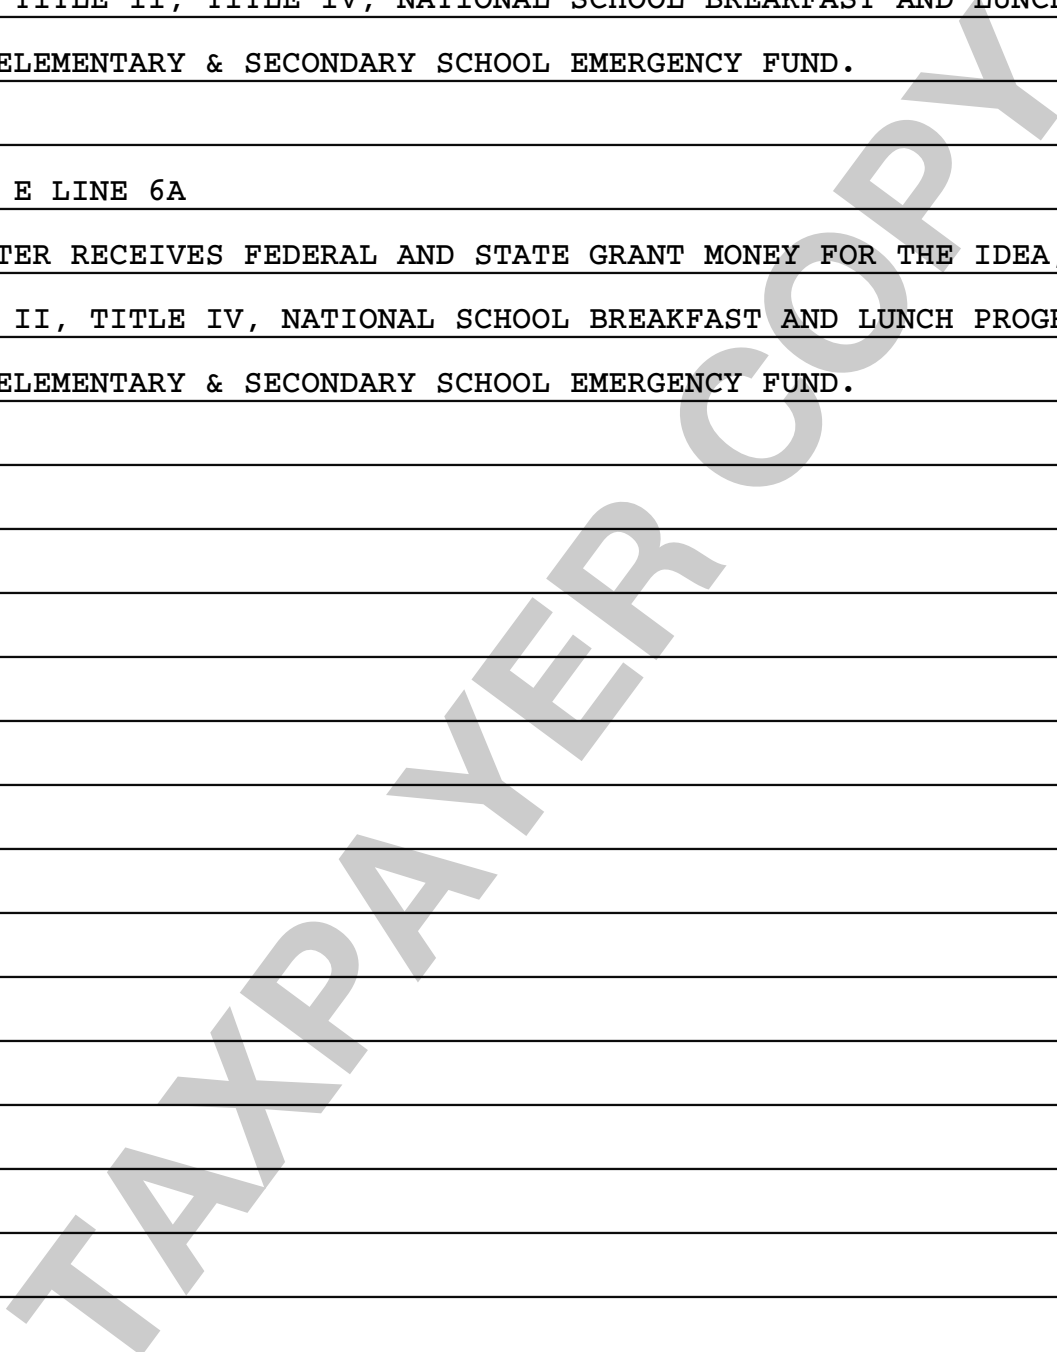 TITLE II, TITLE IV, NATIONAL SCHOOL BREAKFAST AND LUNCH
ELEMENTARY & SECONDARY SCHOOL EMERGENCY FUND.
E LINE 6A
TER RECEIVES FEDERAL AND STATE GRANT MONEY FOR THE IDEA,
II, TITLE IV, NATIONAL SCHOOL BREAKFAST AND LUNCH
ELEMENTARY & SECONDARY SCHOOL EMERGENCY FUND.
TAXPAYER COPY